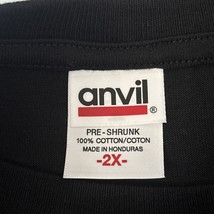 anvil®
PRE-SHRUNK
100% COTTON/COTON
MADE IN HONDURAS
-2X-